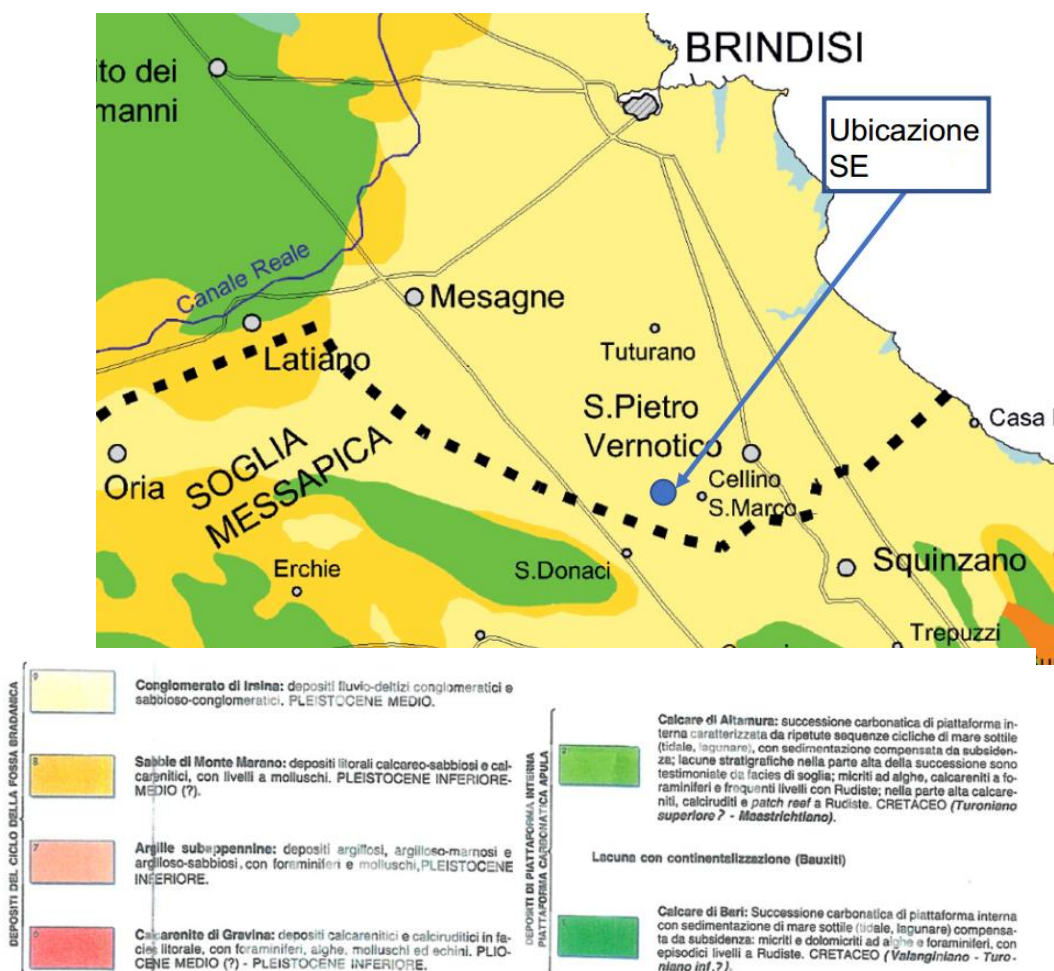 BRINDISI
ito dei
manni
Ubicazione
SE
Canale Reale
Mesagne
Latiano
Tuturano
S.Pietro
Vernotico
Casa
Oria
SOGLIA
MESSAPICA
Cellino
S.Marco
Erchie
S.Donaci
Squinzano
Trepuzzi
DEPOSITI DEL CICLO DELLA FOSSA BRADANICA
9
Conglomerato di Irsina: depositi fluvio-deltizi conglomeratici e
sabbioso-conglomeratici. PLEISTOCENE MEDIO.
8
Sabbie di Monte Marano: depositi litorali calcareo-sabbiosi e cal-
carenitici, con livelli a molluschi. PLEISTOCENE INFERIORE-
MEDIO (?).
7
Argille subappennine: depositi argillosi, argilloso-marnosi e
argilloso-sabbiosi, con foraminiferi e molluschi, PLEISTOCENE
INFERIORE.
6
Calcarenite di Gravina: depositi calcarenitici e calciruditici in fa-
cies litorale, con foraminiferi, alghe, molluschi ed echini. PLIO-
CENE MEDIO (?) - PLEISTOCENE INFERIORE.
DEPOSITI DI PIATTAFORMA INTERNA
PIATTAFORMA CARBONATICA APULA
2
Calcare di Altamura: successione carbonatica di piattaforma in-
terna caratterizzata da ripetute sequenze cicliche di mare sottile
(tidale, lagunare), con sedimentazione compensata da subsiden-
za; lacune stratigrafiche nella parte alta della successione sono
testimoniate da facies di soglia; micriti ad alghe, calcareniti a fo-
raminiferi e frequenti livelli con Rudiste; nella parte alta calcare-
niti, calciruditi e patch reef a Rudiste. CRETACEO (Turoniano
superiore ? - Maastrichtiano).
Lacuna con continentalizzazione (Bauxiti)
1
Calcare di Bari: Successione carbonatica di piattaforma interna
con sedimentazione di mare sottile (tidale, lagunare) compensa-
ta da subsidenza: micriti e dolomicriti ad alghe e foraminiferi, con
episodici livelli a Rudiste. CRETACEO (Valanginiano - Turo-
niano inf.?).